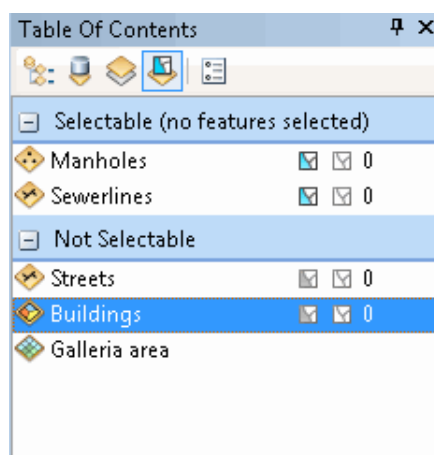 Table Of Contents
Selectable (no features selected)
Manholes 0
Sewerlines 0
Not Selectable
Streets 0
Buildings 0
Galleria area